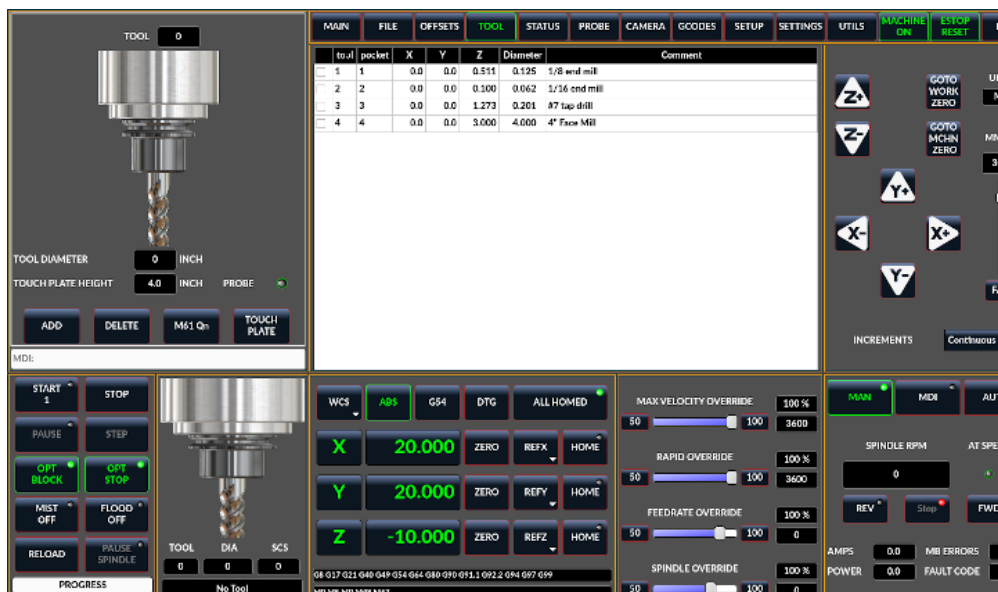 MAIN FILE OFFSETS TOOL STATUS PROBE CAMERA GCODES SETUP SETTINGS UTILS MACHINE ON ESTOP RESET
TOOL 0
tool pocket X Y Z Diameter Comment
1 1 0.0 0.0 0.511 0.125 1/8 end mill
2 2 0.0 0.0 0.100 0.062 1/16 end mill
3 3 0.0 0.0 1.273 0.201 #7 tap drill
4 4 0.0 0.0 3.000 4.000 4" Face Mill
TOOL DIAMETER 0 INCH
TOUCH PLATE HEIGHT 4.0 INCH PROBE
ADD DELETE M61 Qn TOUCH PLATE
MDI:
Z+ GOTO WORK ZERO
Z- GOTO MCHN ZERO
Y+
X- X+
Y-
INCREMENTS Continuous
START 1 STOP
PAUSE STEP
OPT BLOCK OPT STOP
MIST OFF FLOOD OFF
RELOAD PAUSE SPINDLE
PROGRESS
TOOL DIA SCS
0 0 0
No Tool
WCS ABS G54 DTG ALL HOMED
X 20.000 ZERO REFX HOME
Y 20.000 ZERO REFY HOME
Z -10.000 ZERO REFZ HOME
G8 G17 G21 G40 G49 G54 G64 G80 G90 G91.1 G92.2 G94 G97 G99
MAX VELOCITY OVERRIDE 100 %
50 100 3600
RAPID OVERRIDE 100 %
50 100 3600
FEEDRATE OVERRIDE 100 %
50 100 0
SPINDLE OVERRIDE 100 %
50 100 0
MAN MDI
SPINDLE RPM
0
REV Stop FWD
AMPS 0.0 MB ERRORS
POWER 0.0 FAULT CODE